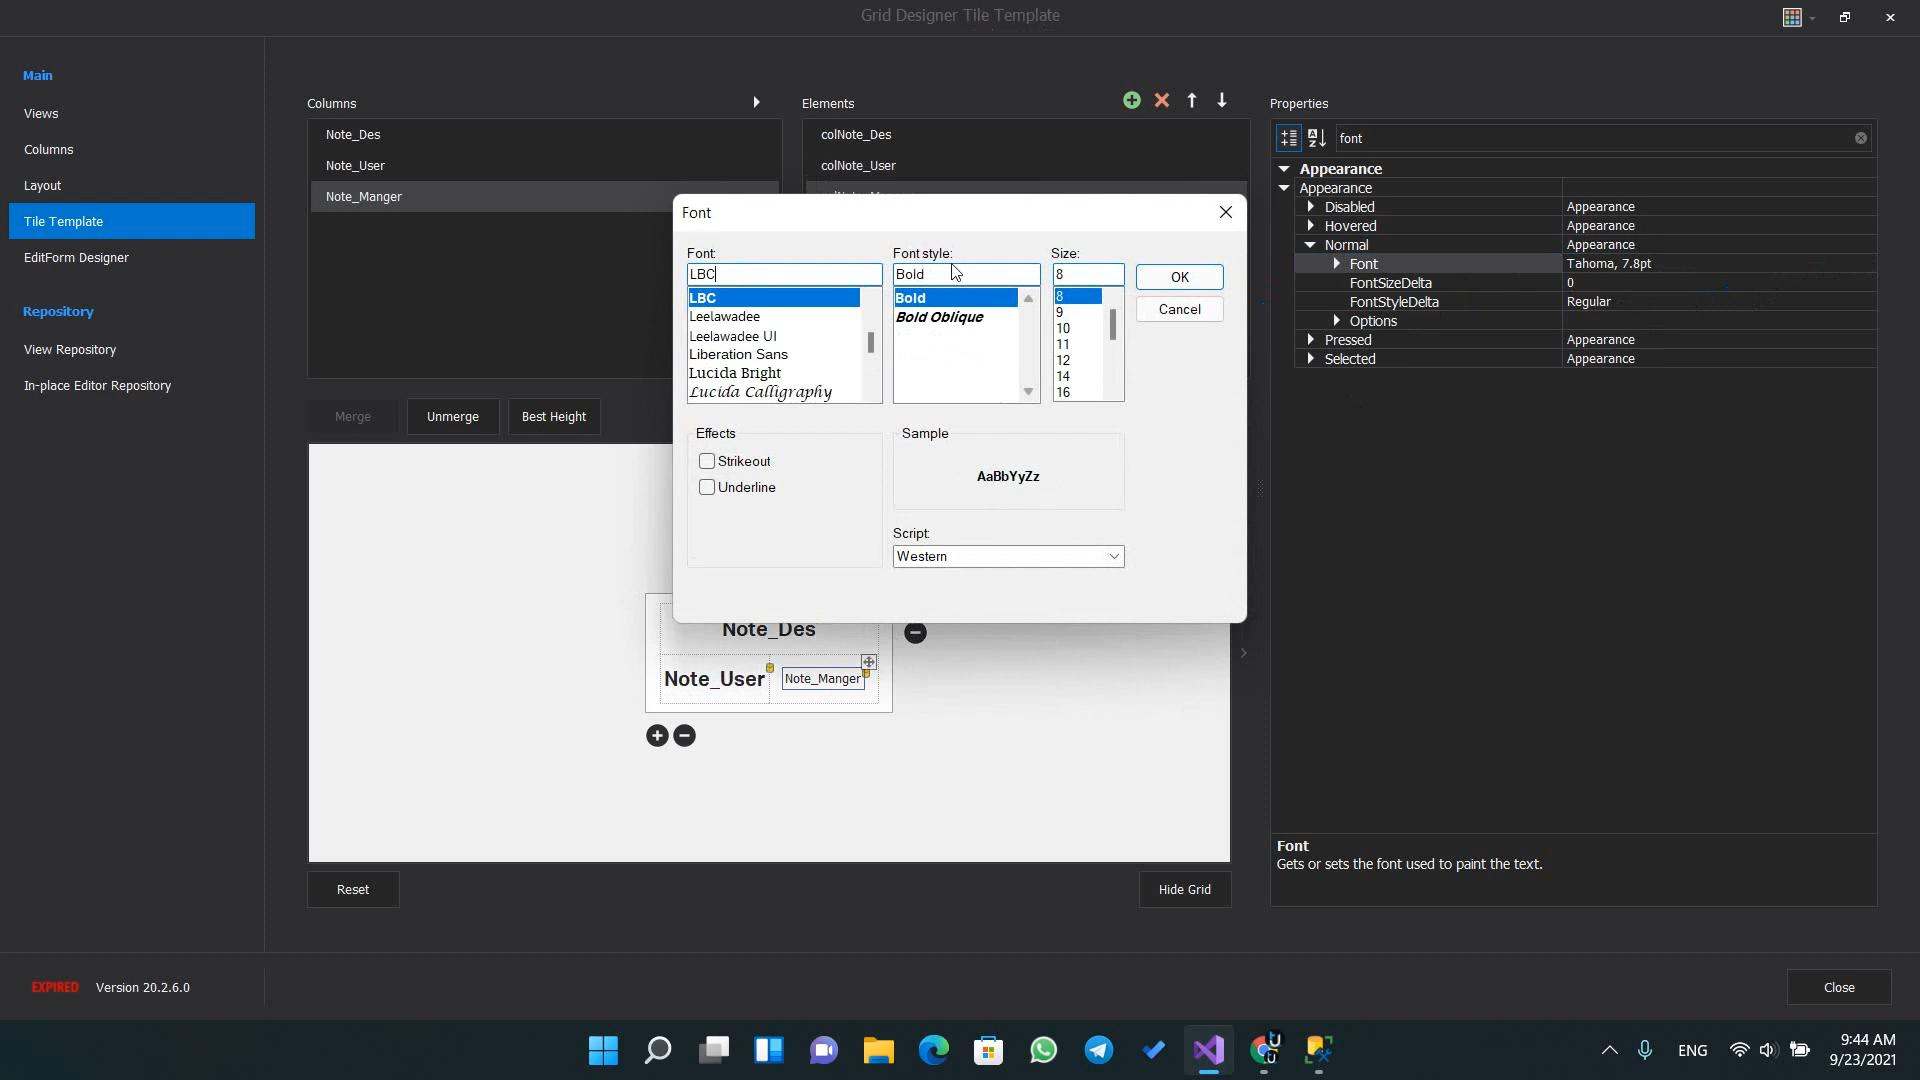 Grid Designer Tile Template
Main
Views
Columns
Layout
Tile Template
EditForm Designer
Repository
View Repository
In-place Editor Repository
Columns
Note_Des
Note_User
Note_Manger
Elements
colNote_Des
colNote_User
Merge
Unmerge
Best Height
Font
Font:
LBC
LBC
Leelawadee
Leelawadee UI
Liberation Sans
Lucida Bright
Lucida Calligraphy
Font style:
Bold
Bold
Bold Oblique
Size:
8
8
9
10
11
12
14
16
OK
Cancel
Effects
Strikeout
Underline
Sample
AaBbYyZz
Script:
Western
Note_Des
Note_User
Note_Manger
Reset
Hide Grid
Properties
font
Appearance
Appearance
Disabled Appearance
Hovered Appearance
Normal Appearance
Font Tahoma, 7.8pt
FontSizeDelta 0
FontStyleDelta Regular
Options
Pressed Appearance
Selected Appearance
Font
Gets or sets the font used to paint the text.
EXPIRED Version 20.2.6.0
Close
ENG
9:44 AM
9/23/2021